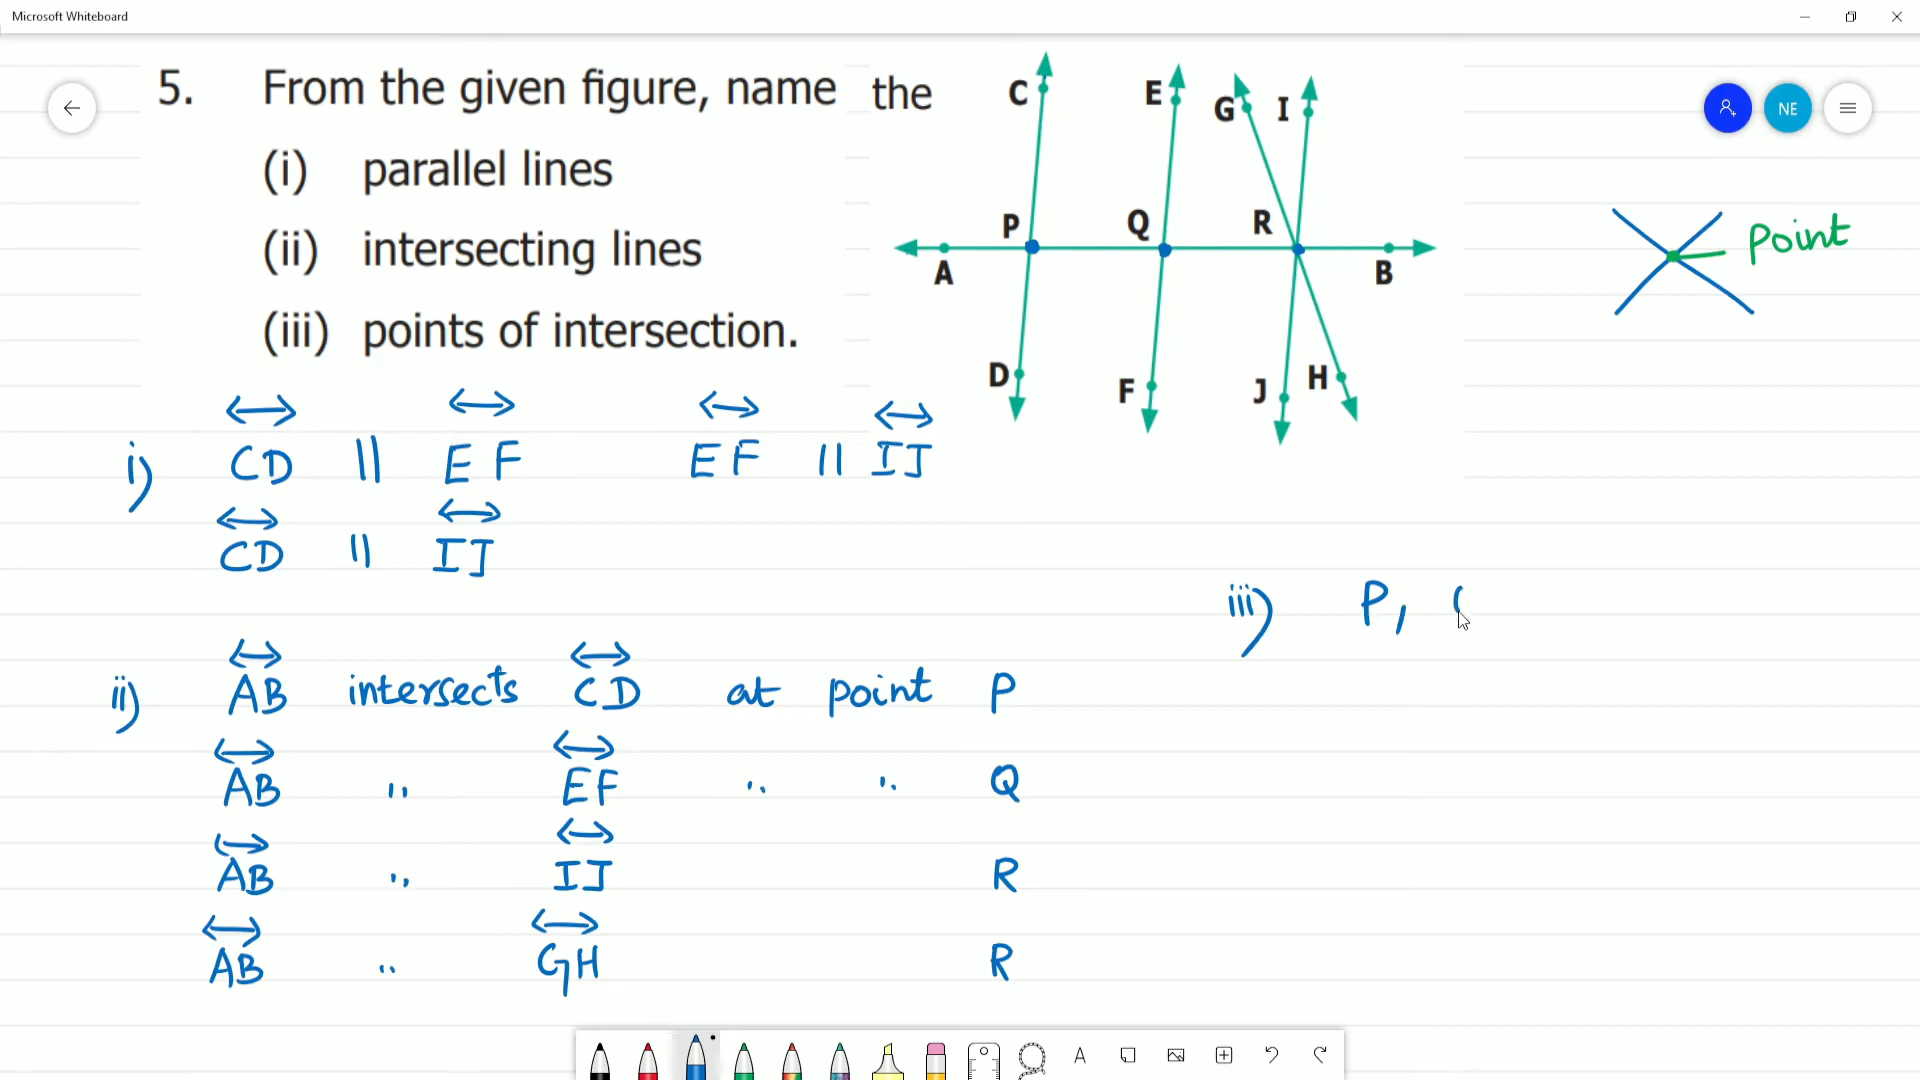 Microsoft Whiteboard
5. From the given figure, name the
(i) parallel lines
(ii) intersecting lines
(iii) points of intersection.
C E G I
P Q R
A B
D F J H
NE
Point
i) CD || EF EF || IJ
CD || IJ
ii) AB intersects CD at point P
AB " EF " " Q
AB " IJ R
AB " GH R
iii) P,
A